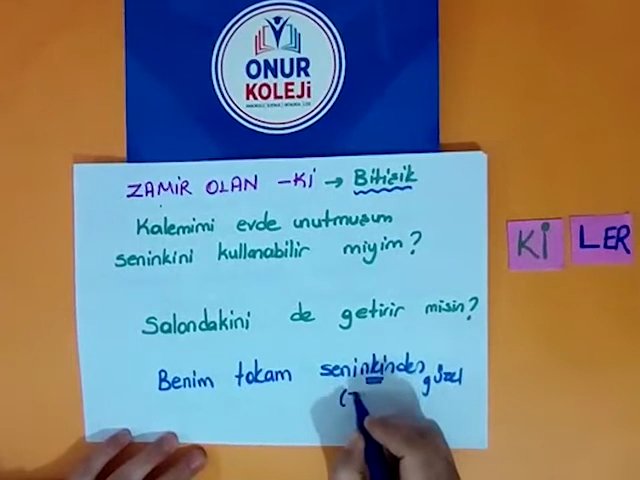 ONUR
KOLEJİ
ZAMİR OLAN -Kİ → Bitişik
Kalemimi evde unutmuşum
seninkini kullanabilir miyim?
Kİ LER
Salondakini de getirir misin?
Benim tokam seninkinden güzel